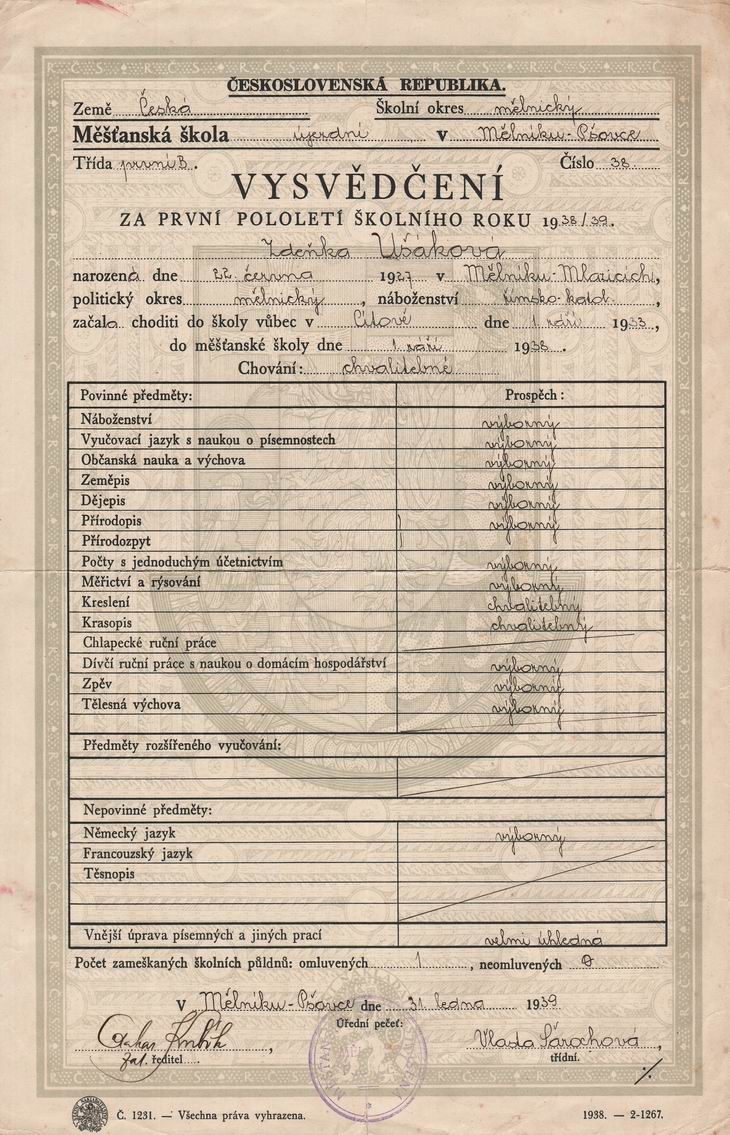 ČESKOSLOVENSKÁ REPUBLIKA.
Země Česká Školní okres mělnický
Měšťanská škola újezdní v Mělníku-Pšovce
Třída první B. Číslo 38.
VYSVĚDČENÍ
ZA PRVNÍ POLOLETÍ ŠKOLNÍHO ROKU 1938/39.
Zdeňka Ušáková
narozena dne 22. června 1927 v Mělníku-Mlazicích,
politický okres mělnický, náboženství římsko-katol.,
začala choditi do školy vůbec v Cítově dne 1. září 1933,
do měšťanské školy dne 1. září 1938.
Chování: chvalitebné
Povinné předměty: Prospěch:
Náboženství výborný
Vyučovací jazyk s naukou o písemnostech výborný
Občanská nauka a výchova výborný
Zeměpis výborný
Dějepis výborný
Přírodopis výborný
Přírodozpyt
Počty s jednoduchým účetnictvím výborný
Měřictví a rýsování výborný
Kreslení chvalitebný
Krasopis chvalitebný
Chlapecké ruční práce
Dívčí ruční práce s naukou o domácím hospodářství výborný
Zpěv výborný
Tělesná výchova výborný
Předměty rozšířeného vyučování:
Nepovinné předměty:
Německý jazyk výborný
Francouzský jazyk
Těsnopis
Vnější úprava písemných a jiných prací velmi úhledná
Počet zameškaných školních půldnů: omluvených 1, neomluvených 0
V Mělníku-Pšovce dne 31. ledna 1939
Úřední pečeť:
Vlada Šárochová,
zat. ředitel. třídní.
Č. 1231. — Všechna práva vyhrazena. 1938. — 2-1267.